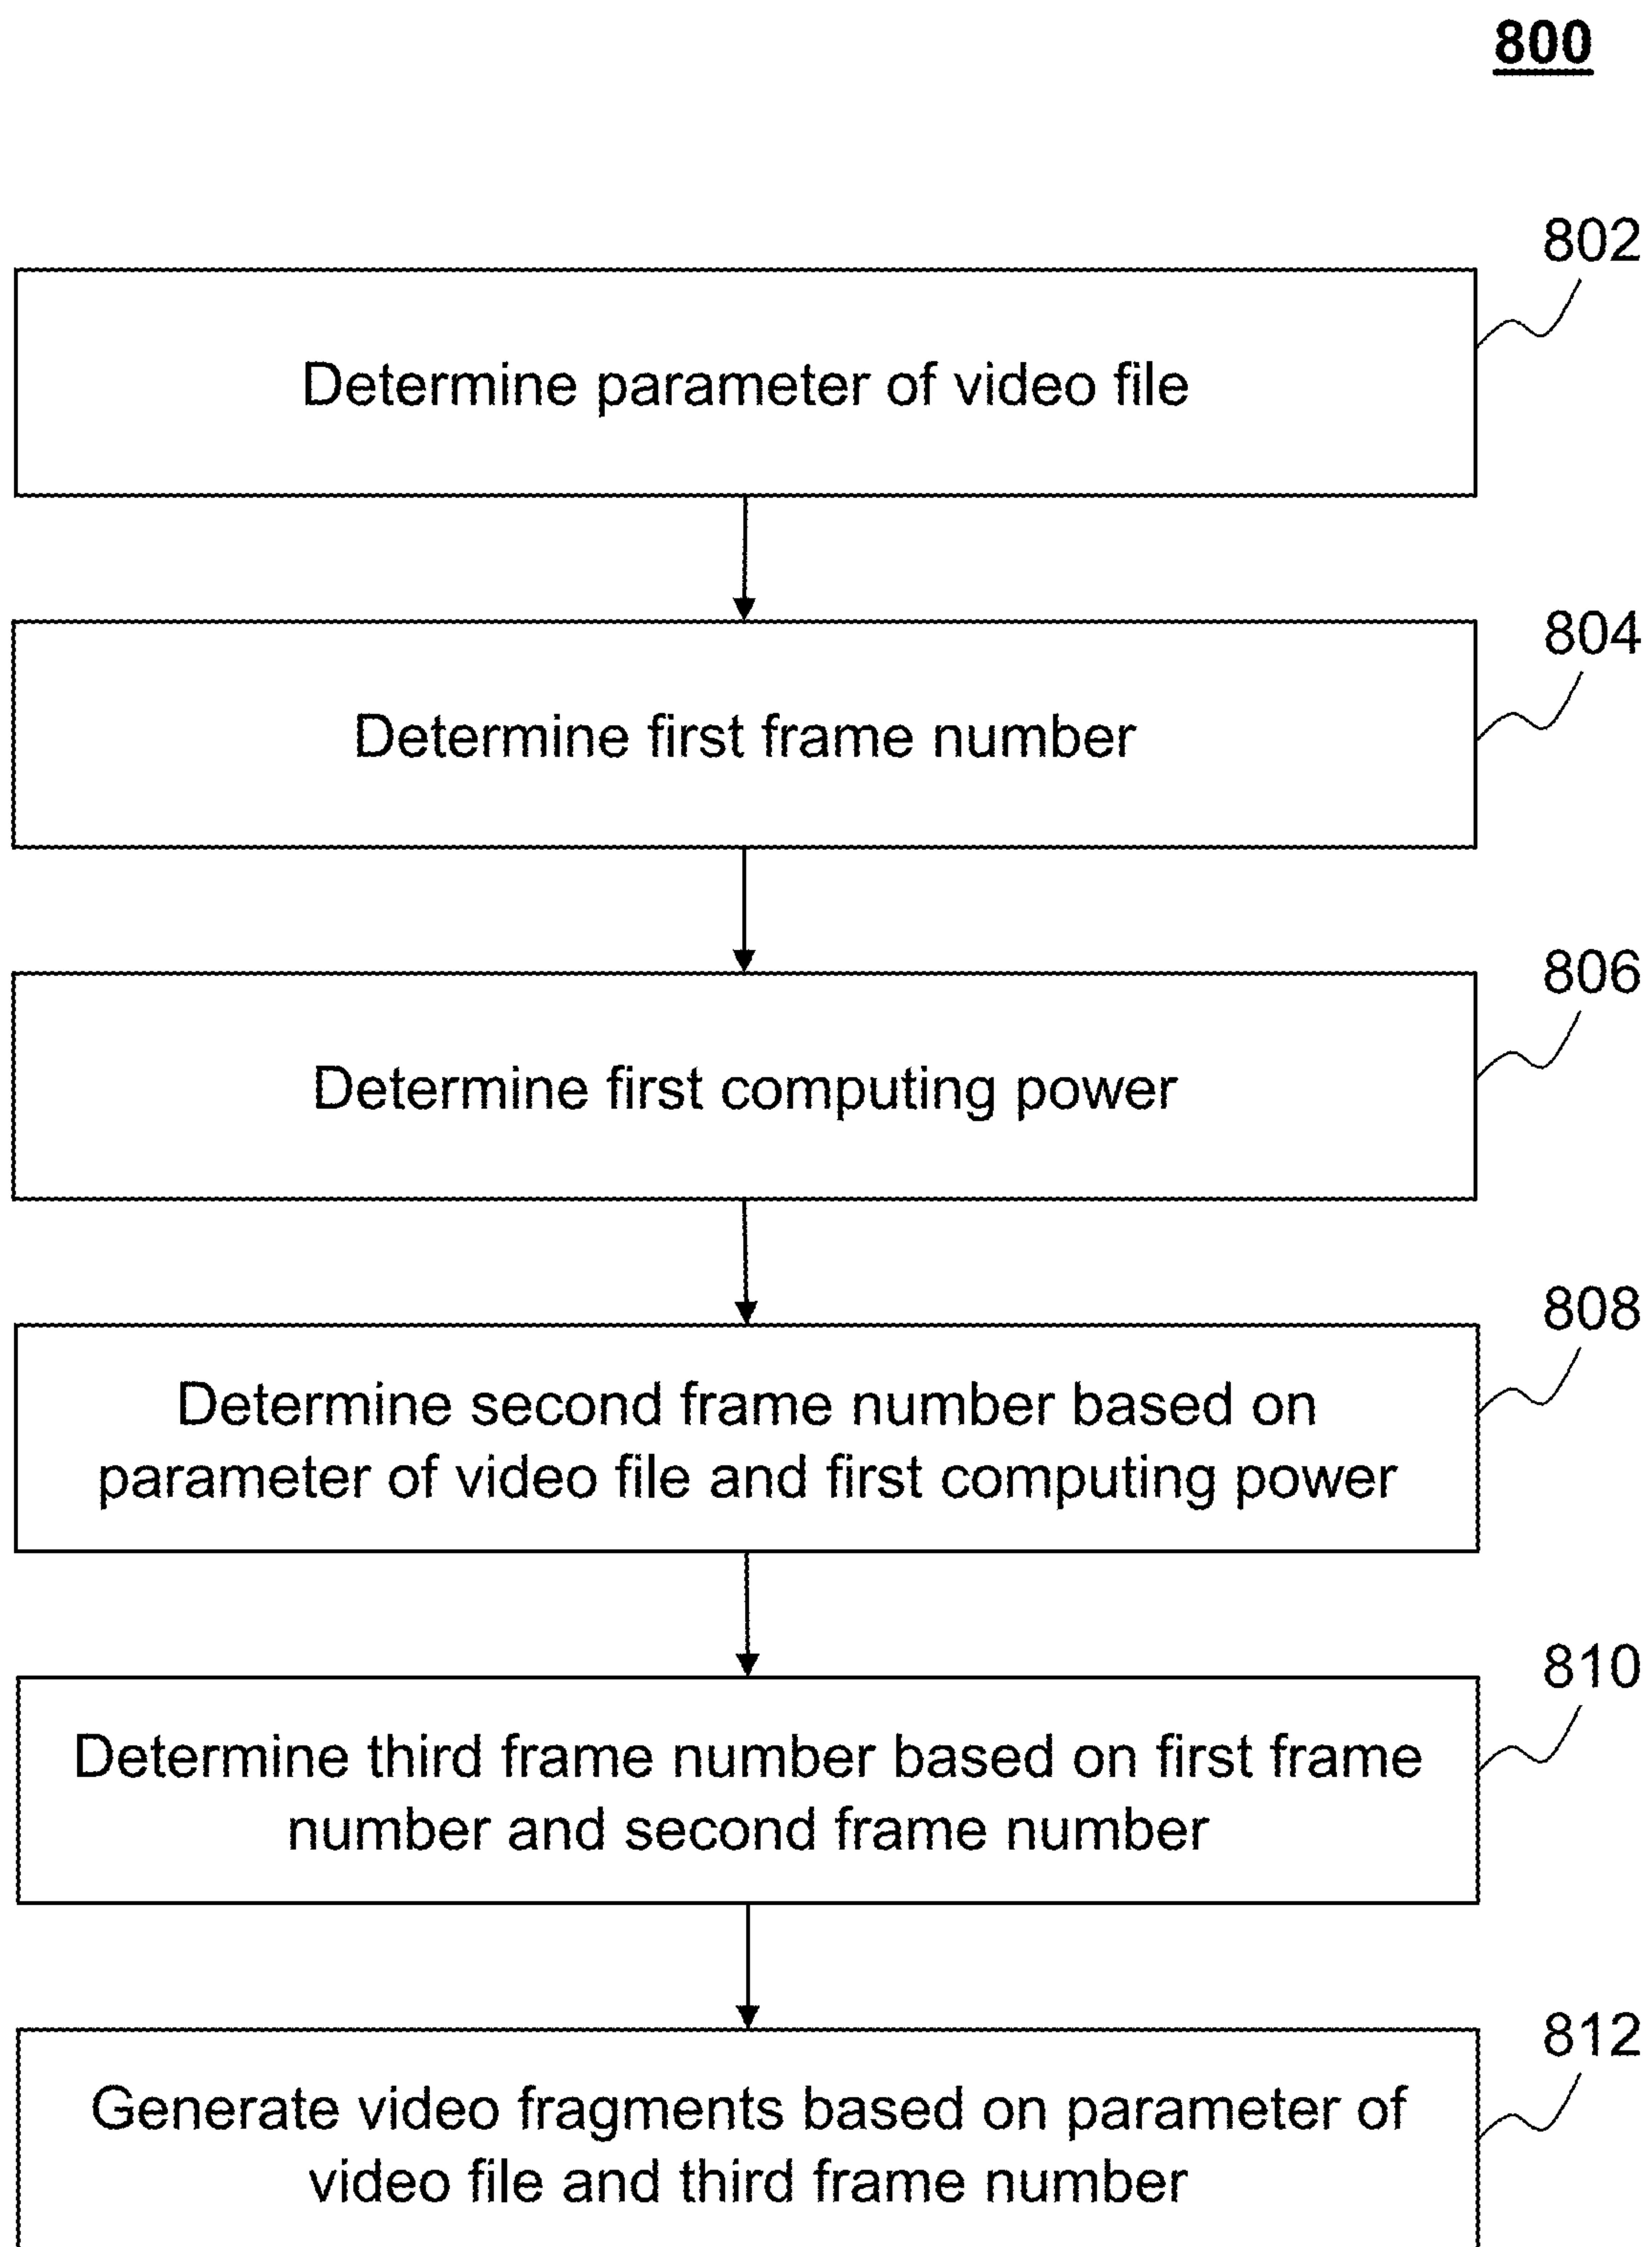 800
802
Determine parameter of video file
804
Determine first frame number
806
Determine first computing power
808
Determine second frame number based on
parameter of video file and first computing power
810
Determine third frame number based on first frame
number and second frame number
812
Generate video fragments based on parameter of
video file and third frame number